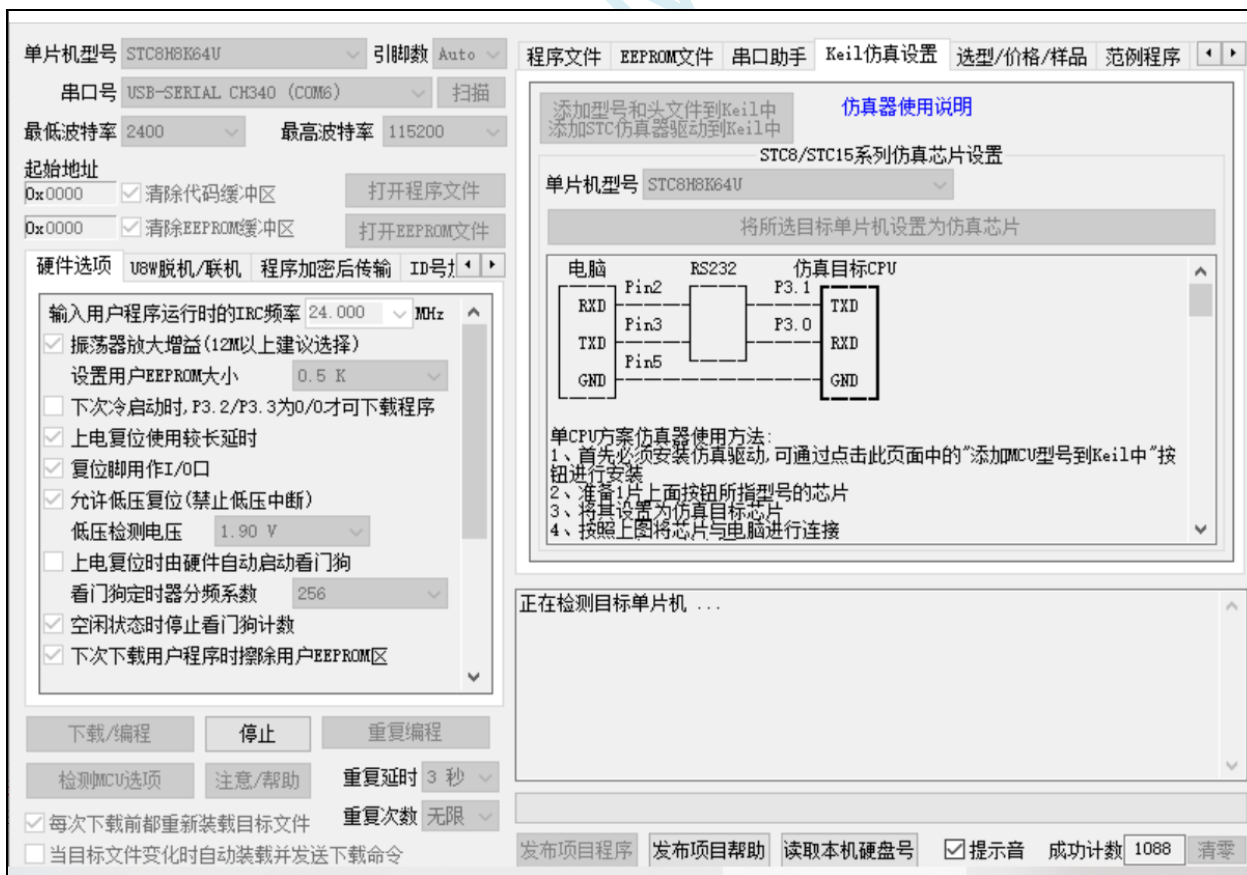 单片机型号 STC8H8K64U 引脚数 Auto
串口号 USB-SERIAL CH340 (COM6) 扫描
最低波特率 2400 最高波特率 115200
起始地址
0x0000 清除代码缓冲区 打开程序文件
0x0000 清除EEPROM缓冲区 打开EEPROM文件
硬件选项 U8W脱机/联机 程序加密后传输 ID号
输入用户程序运行时的IRC频率 24.000 MHz
振荡器放大增益(12M以上建议选择)
设置用户EEPROM大小 0.5 K
下次冷启动时,P3.2/P3.3为0/0才可下载程序
上电复位使用较长延时
复位脚用作I/O口
允许低压复位(禁止低压中断)
低压检测电压 1.90 V
上电复位时由硬件自动启动看门狗
看门狗定时器分频系数 256
空闲状态时停止看门狗计数
下次下载用户程序时擦除用户EEPROM区
下载/编程 停止 重复编程
检测MCU选项 注意/帮助 重复延时 3 秒
每次下载前都重新装载目标文件 重复次数 无限
当目标文件变化时自动装载并发送下载命令
程序文件 EEPROM文件 串口助手 Keil仿真设置 选型/价格/样品 范例程序
添加型号和头文件到Keil中
添加STC仿真器驱动到Keil中
仿真器使用说明
STC8/STC15系列仿真芯片设置
单片机型号 STC8H8K64U
将所选目标单片机设置为仿真芯片
电脑 RS232 仿真目标CPU
Pin2 P3.1
RXD TXD
Pin3 P3.0
TXD RXD
Pin5
GND GND
单CPU方案仿真器使用方法:
1、首先必须安装仿真驱动,可通过点击此页面中的"添加MCU型号到Keil中"按
钮进行安装
2、准备1片上面按钮所指型号的芯片
3、将其设置为仿真目标芯片
4、按照上图将芯片与电脑进行连接
正在检测目标单片机 ...
发布项目程序 发布项目帮助 读取本机硬盘号 提示音 成功计数 1088 清零